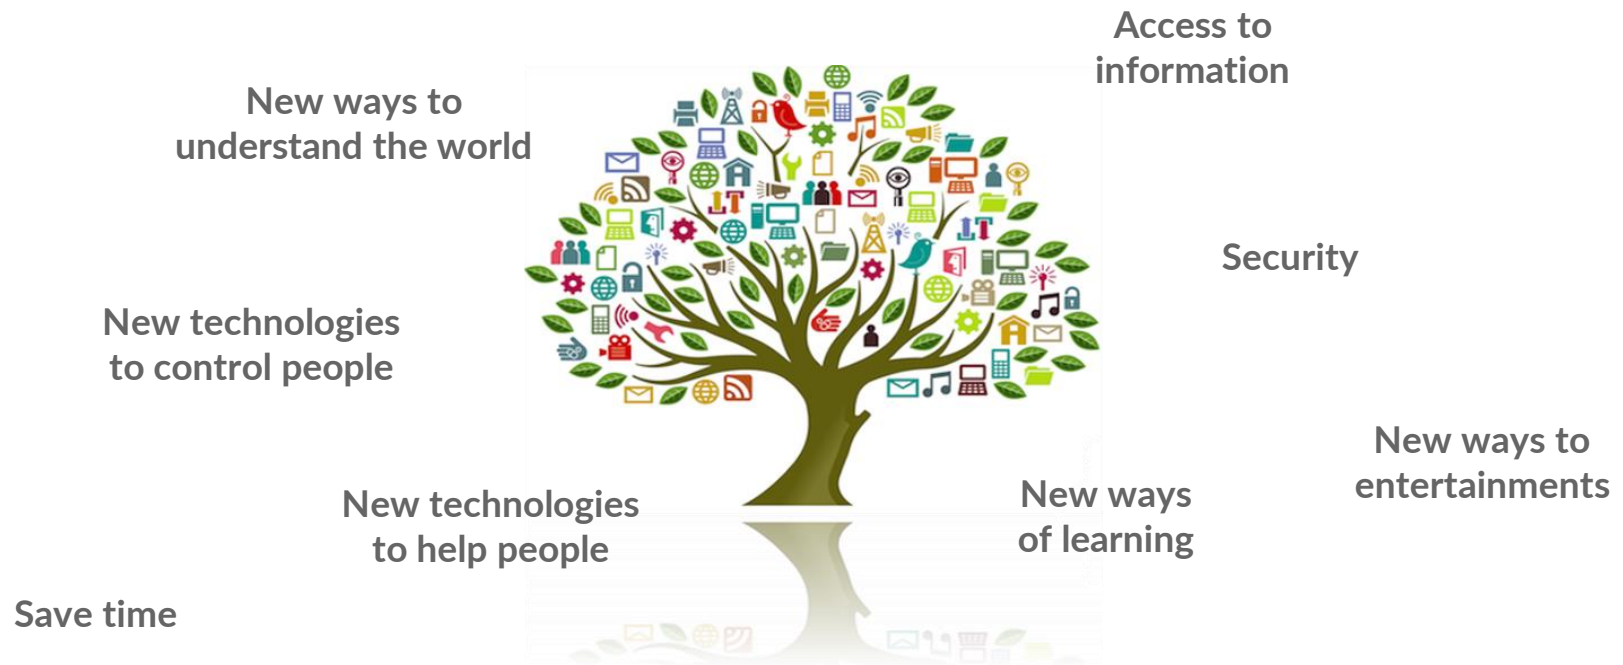 Access to
information
New ways to
understand the world
Security
New technologies
to control people
New ways to
entertainments
New technologies
to help people
New ways
of learning
Save time